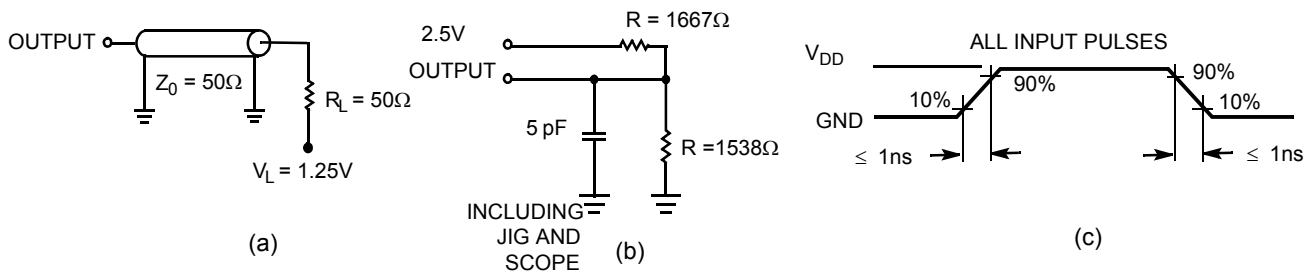 OUTPUT
Z0 = 50Ω
RL = 50Ω
VL = 1.25V
(a)
R = 1667Ω
2.5V
OUTPUT
5 pF
R =1538Ω
INCLUDING
JIG AND
SCOPE
(b)
ALL INPUT PULSES
VDD
90%
90%
10%
10%
GND
≤ 1ns
≤ 1ns
(c)